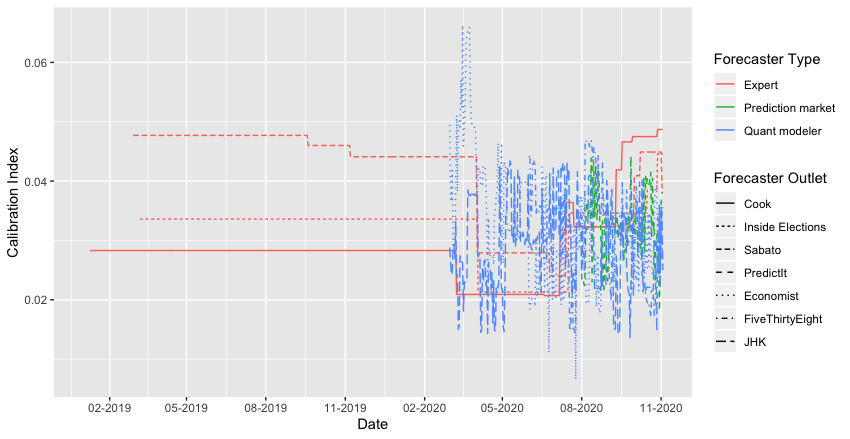 Calibration Index
0.06
0.04
0.02
02-2019
05-2019
08-2019
11-2019
02-2020
05-2020
08-2020
11-2020
Date
Forecaster Type
Expert
Prediction market
Quant modeler
Forecaster Outlet
Cook
Inside Elections
Sabato
PredictIt
Economist
FiveThirtyEight
JHK